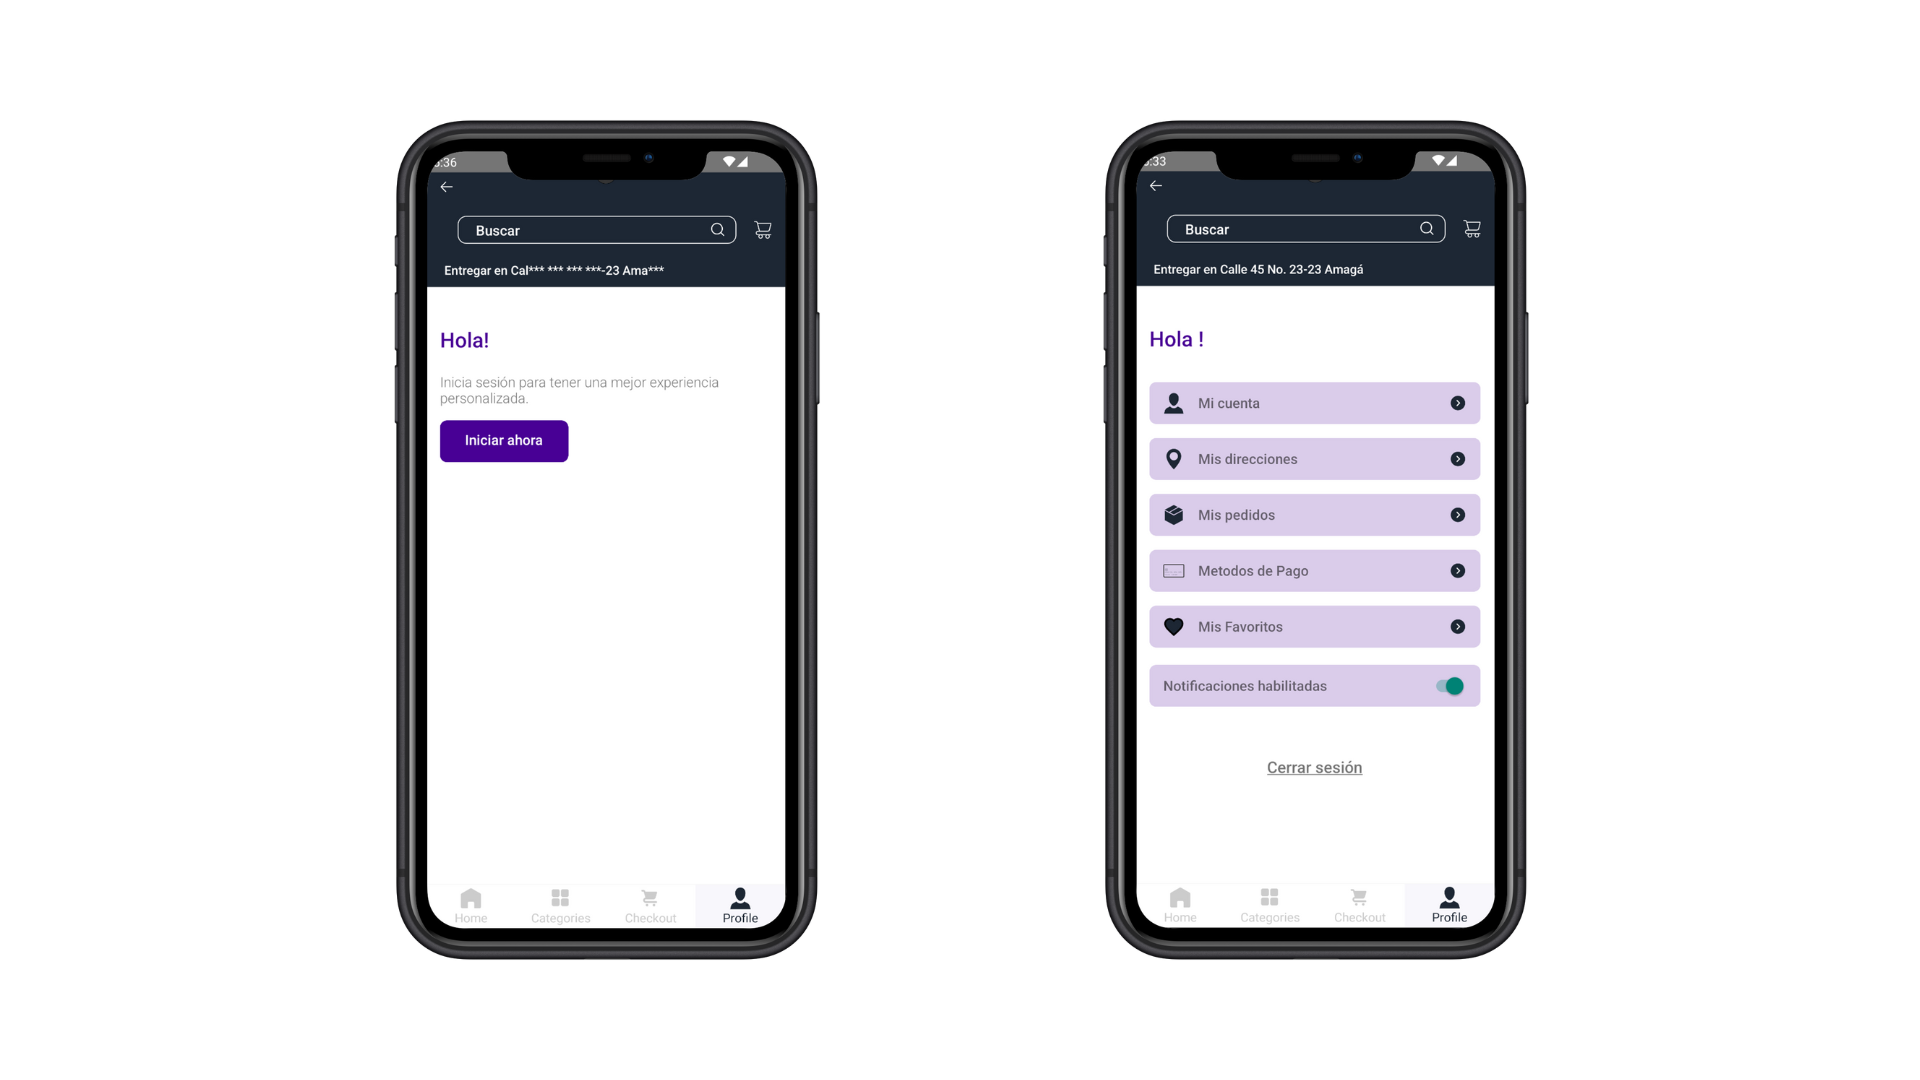 :36
Buscar
Entregar en Cal*** *** *** ***-23 Ama***
Hola!
Inicia sesión para tener una mejor experiencia
personalizada.
Iniciar ahora
Home
Categories
Checkout
Profile
:33
Buscar
Entregar en Calle 45 No. 23-23 Amagá
Hola !
Mi cuenta
Mis direcciones
Mis pedidos
Metodos de Pago
Mis Favoritos
Notificaciones habilitadas
Cerrar sesión
Home
Categories
Checkout
Profile